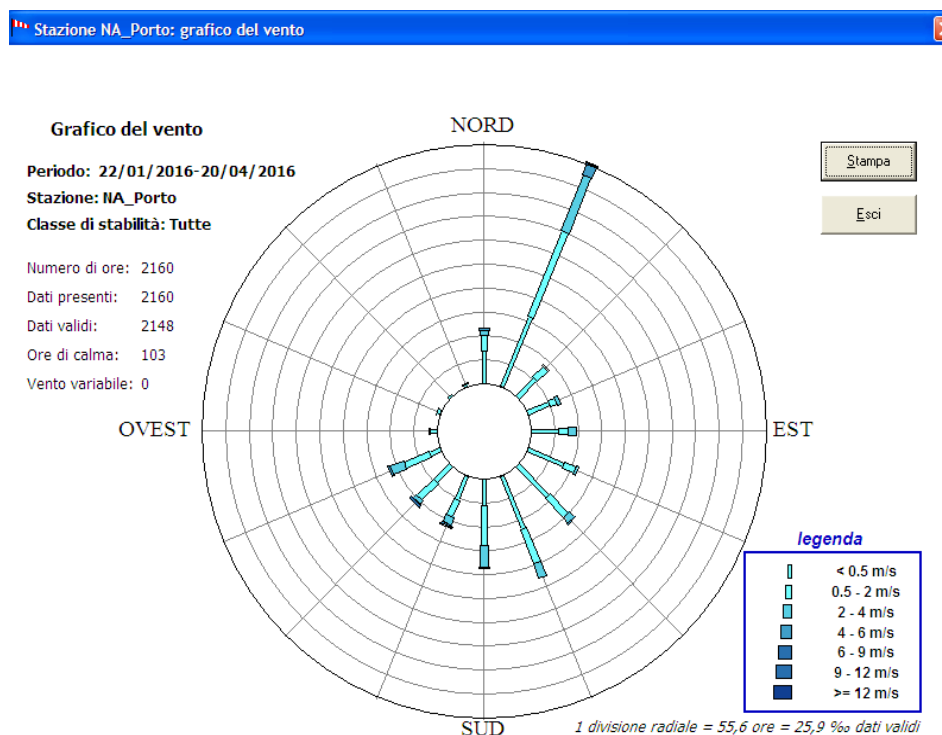 Stazione NA_Porto: grafico del vento
Grafico del vento
Periodo: 22/01/2016-20/04/2016
Stazione: NA_Porto
Classe di stabilità: Tutte
Numero di ore: 2160
Dati presenti: 2160
Dati validi: 2148
Ore di calma: 103
Vento variabile: 0
NORD
OVEST
EST
SUD
Stampa
Esci
legenda
< 0.5 m/s
0.5 - 2 m/s
2 - 4 m/s
4 - 6 m/s
6 - 9 m/s
9 - 12 m/s
>= 12 m/s
1 divisione radiale = 55,6 ore = 25,9 ‰ dati validi